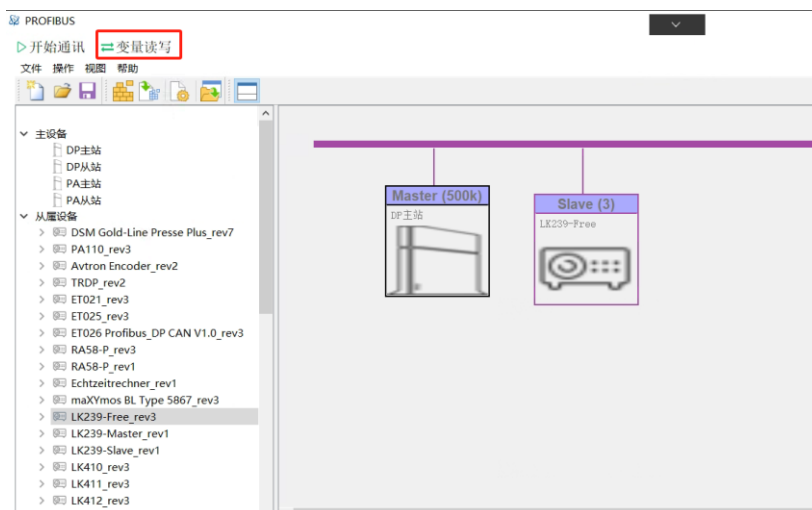 PROFIBUS
开始通讯 变量读写
文件 操作 视图 帮助
主设备
DP主站
DP从站
PA主站
PA从站
从属设备
DSM Gold-Line Presse Plus_rev7
PA110_rev3
Avtron Encoder_rev2
TRDP_rev2
ET021_rev3
ET025_rev3
ET026 Profibus_DP CAN V1.0_rev3
RA58-P_rev3
RA58-P_rev1
Echtzeitrechner_rev1
maXYmos BL Type 5867_rev3
LK239-Free_rev3
LK239-Master_rev1
LK239-Slave_rev1
LK410_rev3
LK411_rev3
LK412_rev3
Master (500k)
DP主站
Slave (3)
LK239-Free